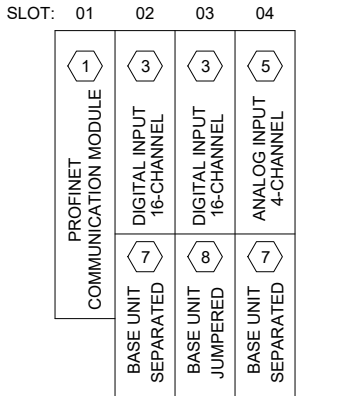 SLOT: 01 02 03 04
1
PROFINET
COMMUNICATION MODULE
3
DIGITAL INPUT
16-CHANNEL
3
DIGITAL INPUT
16-CHANNEL
5
ANALOG INPUT
4-CHANNEL
7
BASE UNIT
SEPARATED
8
BASE UNIT
JUMPERED
7
BASE UNIT
SEPARATED